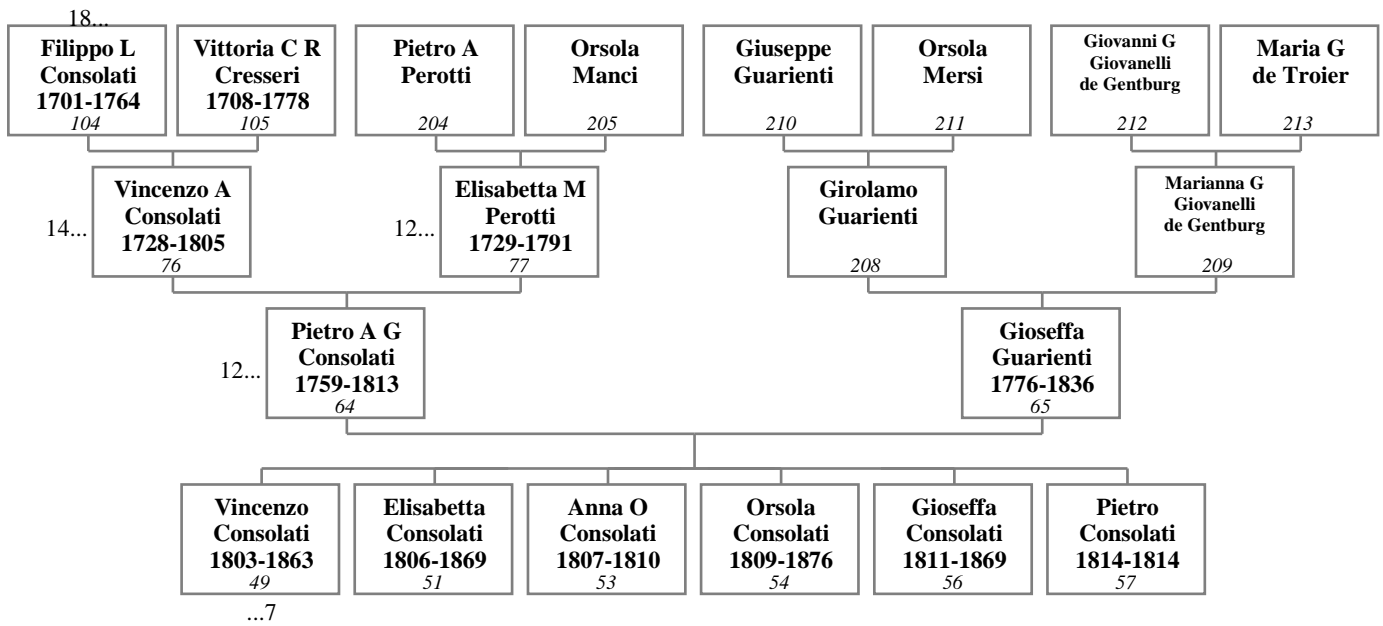 18...
Filippo L
Consolati
1701-1764
104
Vittoria C R
Cresseri
1708-1778
105
Pietro A
Perotti
204
Orsola
Manci
205
Giuseppe
Guarienti
210
Orsola
Mersi
211
Giovanni G
Giovanelli
de Gentburg
212
Maria G
de Troier
213
14...
Vincenzo A
Consolati
1728-1805
76
12...
Elisabetta M
Perotti
1729-1791
77
Girolamo
Guarienti
208
Marianna G
Giovanelli
de Gentburg
209
12...
Pietro A G
Consolati
1759-1813
64
Gioseffa
Guarienti
1776-1836
65
Vincenzo
Consolati
1803-1863
49
Elisabetta
Consolati
1806-1869
51
Anna O
Consolati
1807-1810
53
Orsola
Consolati
1809-1876
54
Gioseffa
Consolati
1811-1869
56
Pietro
Consolati
1814-1814
57
...7